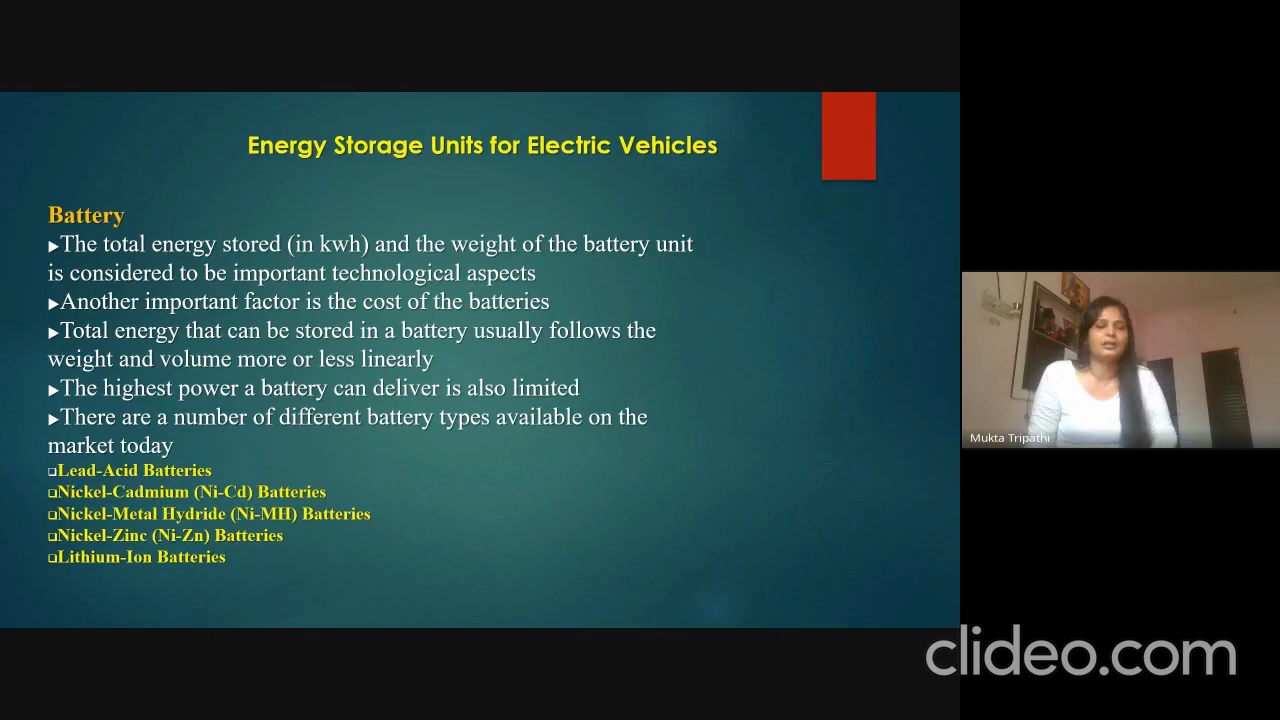 Energy Storage Units for Electric Vehicles
Battery
▶The total energy stored (in kwh) and the weight of the battery unit
is considered to be important technological aspects
▶Another important factor is the cost of the batteries
▶Total energy that can be stored in a battery usually follows the
weight and volume more or less linearly
▶The highest power a battery can deliver is also limited
▶There are a number of different battery types available on the
market today
❑Lead-Acid Batteries
❑Nickel-Cadmium (Ni-Cd) Batteries
❑Nickel-Metal Hydride (Ni-MH) Batteries
❑Nickel-Zinc (Ni-Zn) Batteries
❑Lithium-Ion Batteries
Mukta Tripathi
clideo.com